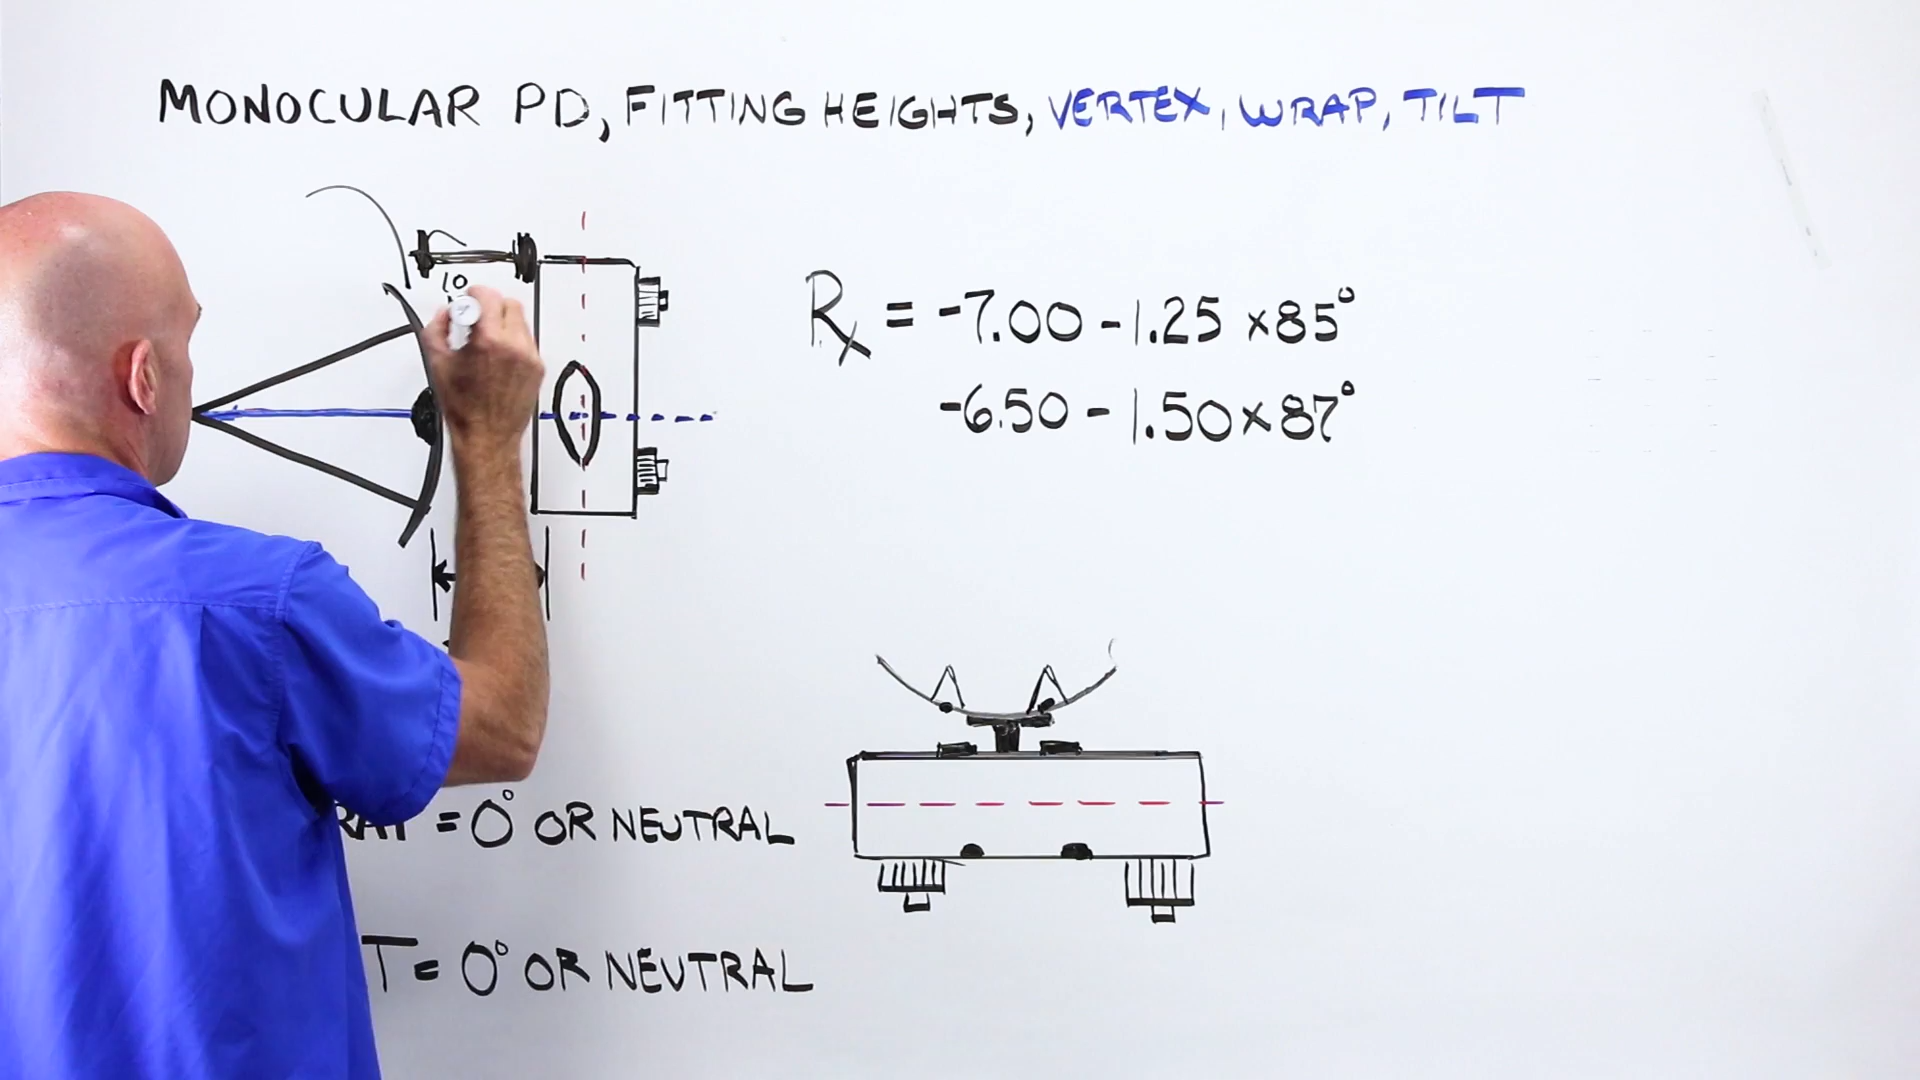 MONOCULAR PD, FITTING HEIGHTS, VERTEX, WRAP, TILT
10
Rx = -7.00 -1.25 x85°
-6.50 - 1.50 x 87°
= 0° OR NEUTRAL
T = 0° OR NEUTRAL